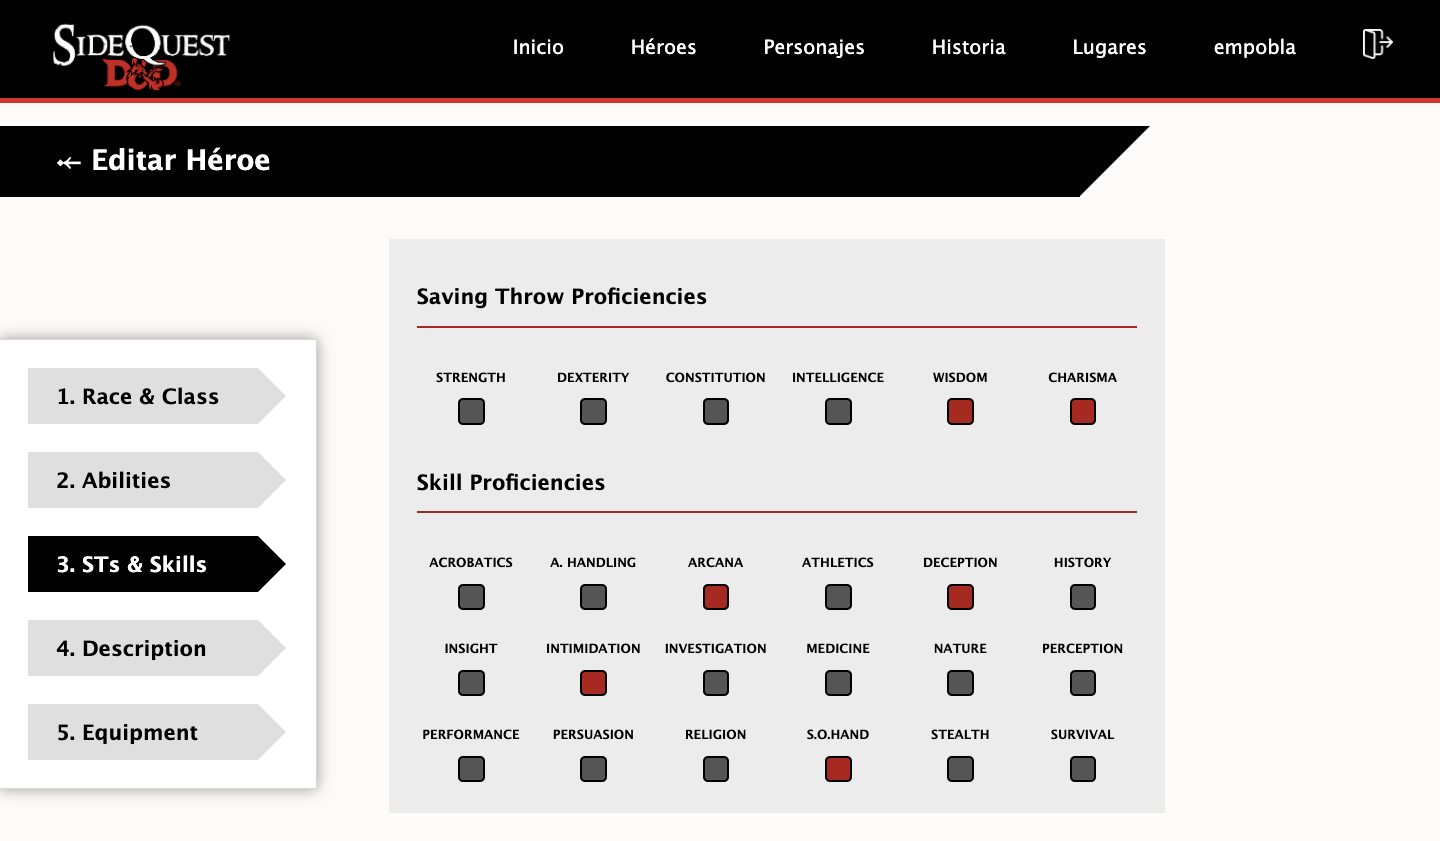 SideQuest
D&D
Inicio Héroes Personajes Historia Lugares empobla
Editar Héroe
Saving Throw Proficiencies
STRENGTH DEXTERITY CONSTITUTION INTELLIGENCE WISDOM CHARISMA
Skill Proficiencies
ACROBATICS A. HANDLING ARCANA ATHLETICS DECEPTION HISTORY
INSIGHT INTIMIDATION INVESTIGATION MEDICINE NATURE PERCEPTION
PERFORMANCE PERSUASION RELIGION S.O.HAND STEALTH SURVIVAL
1. Race & Class
2. Abilities
3. STs & Skills
4. Description
5. Equipment